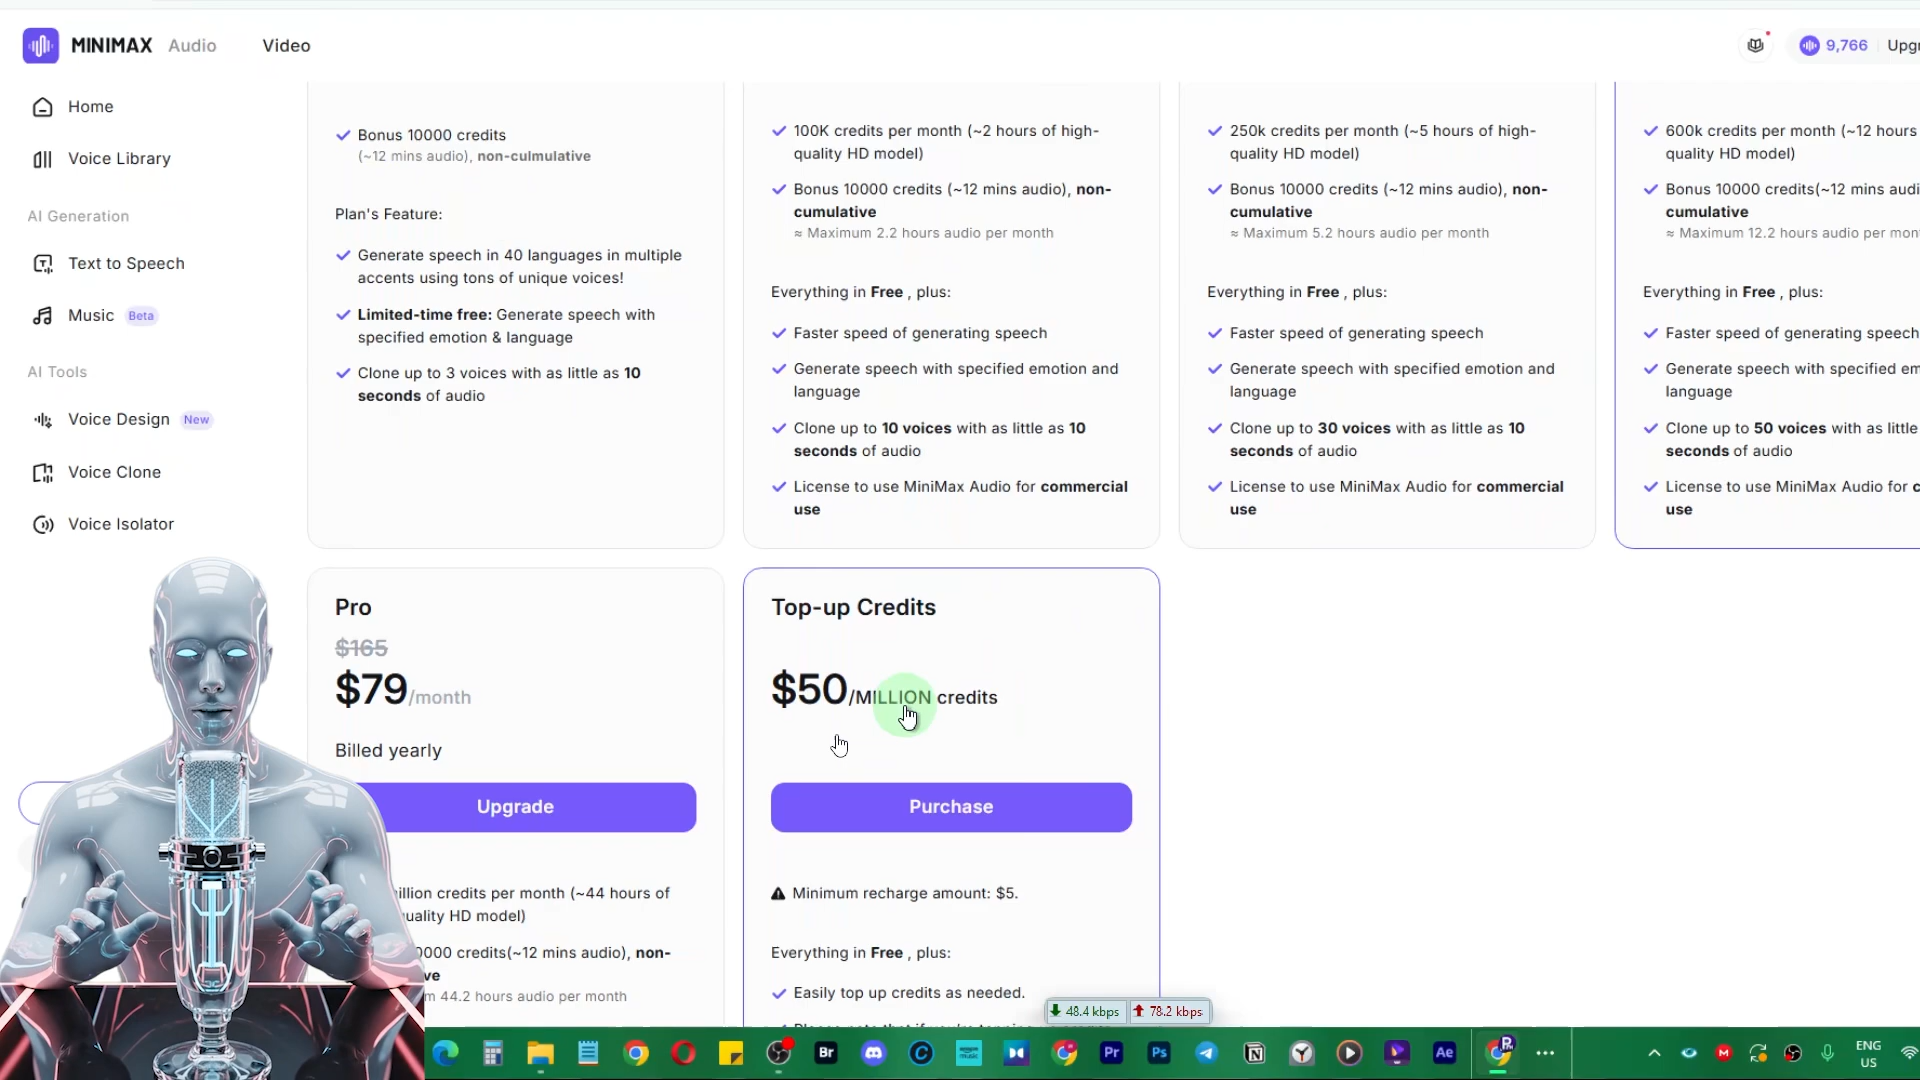 MINIMAX Audio Video
9,766 Upgr
Home
Voice Library
AI Generation
Text to Speech
Music Beta
AI Tools
Voice Design New
Voice Clone
Voice Isolator
Bonus 10000 credits
(~12 mins audio), non-culmulative
Plan's Feature:
Generate speech in 40 languages in multiple
accents using tons of unique voices!
Limited-time free: Generate speech with
specified emotion & language
Clone up to 3 voices with as little as 10
seconds of audio
100K credits per month (~2 hours of high-
quality HD model)
Bonus 10000 credits (~12 mins audio), non-
cumulative
≈ Maximum 2.2 hours audio per month
Everything in Free , plus:
Faster speed of generating speech
Generate speech with specified emotion and
language
Clone up to 10 voices with as little as 10
seconds of audio
License to use MiniMax Audio for commercial
use
250k credits per month (~5 hours of high-
quality HD model)
Bonus 10000 credits (~12 mins audio), non-
cumulative
≈ Maximum 5.2 hours audio per month
Everything in Free , plus:
Faster speed of generating speech
Generate speech with specified emotion and
language
Clone up to 30 voices with as little as 10
seconds of audio
License to use MiniMax Audio for commercial
use
600k credits per month (~12 hours
quality HD model)
Bonus 10000 credits(~12 mins audi
cumulative
≈ Maximum 12.2 hours audio per mon
Everything in Free , plus:
Faster speed of generating speech
Generate speech with specified em
language
Clone up to 50 voices with as little
seconds of audio
License to use MiniMax Audio for c
use
Pro
$165
$79/month
Billed yearly
Upgrade
illion credits per month (~44 hours of
uality HD model)
0000 credits(~12 mins audio), non-
ve
m 44.2 hours audio per month
Top-up Credits
$50/MILLION credits
Purchase
Minimum recharge amount: $5.
Everything in Free , plus:
Easily top up credits as needed.
48.4 kbps 78.2 kbps
Br
Pr
Ps
Ae
ENG
US